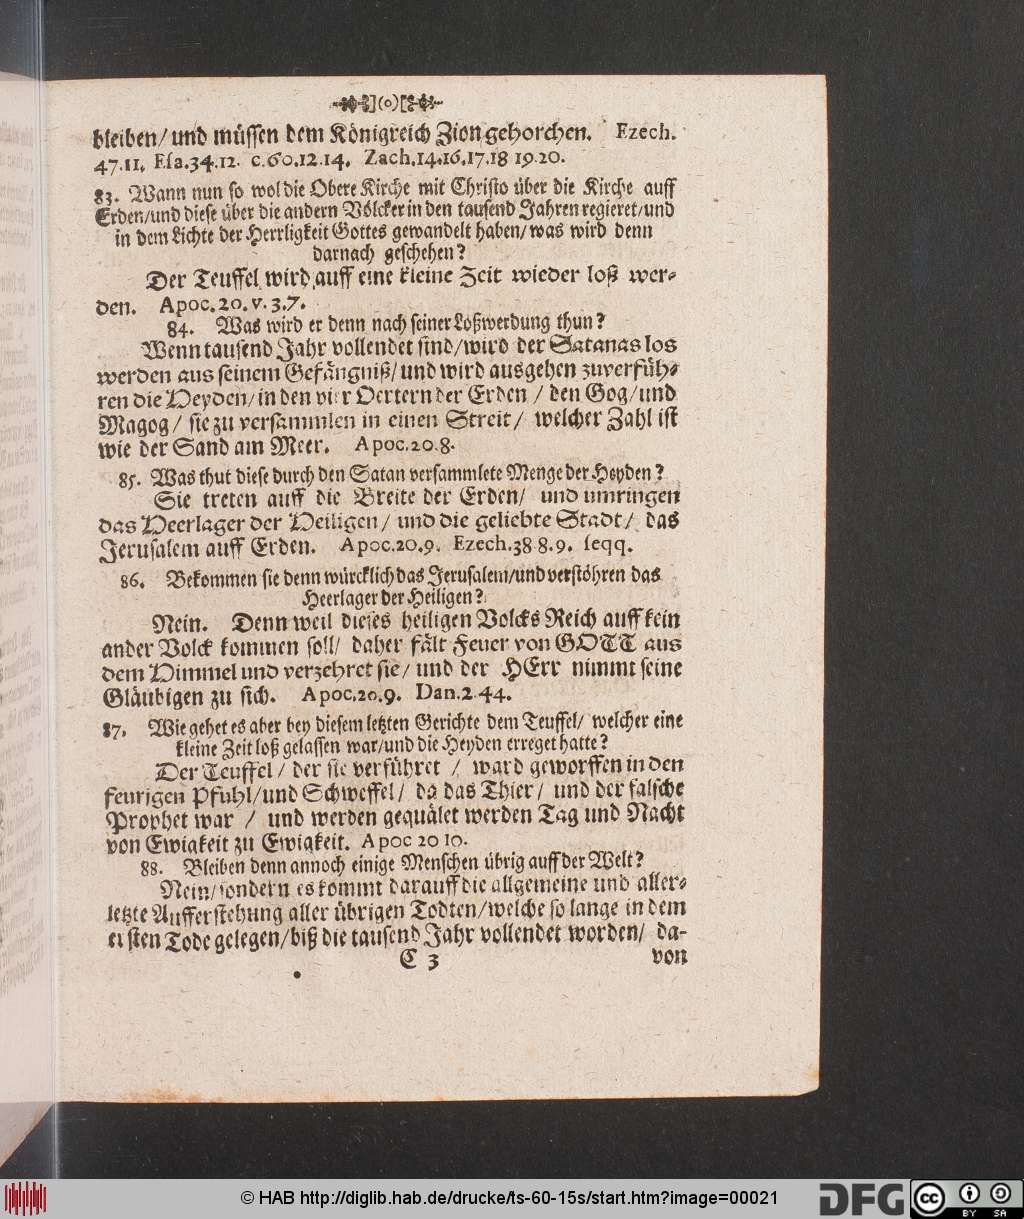 ](o)[
bleiben/ und müssen dem Königreich Zion gehorchen. Ezech.
47.11. Esa.34.12. c.60.12.14. Zach.14.16.17.18 19.20.
83. Wann nun so wol die Obere Kirche mit Christo über die Kirche auff
Erden/und diese über die andern Völcker in den tausend Jahren regieret/und
in dem Lichte der Herrligkeit Gottes gewandelt haben/ was wird denn
darnach geschehen?
Der Teuffel wird auff eine kleine Zeit wieder loß wer-
den. Apoc.20.v.3.7.
84. Was wird er denn nach seiner Loßwerdung thun?
Wenn tausend Jahr vollendet sind/wird der Satanas los
werden aus seinem Gefängniß/ und wird ausgehen zuverfüh-
ren die Heyden/ in den vier Oertern der Erden / den Gog/und
Magog/ sie zu versammlen in einen Streit/ welcher Zahl ist
wie der Sand am Meer. Apoc.20.8.
85. Was thut diese durch den Satan versammlete Menge der Heyden?
Sie treten auff die Breite der Erden/ und umringen
das Heerlager der Heiligen/ und die geliebte Stadt/ das
Jerusalem auff Erden. Apoc.20.9. Ezech.38 8.9. seqq.
86. Bekommen sie denn würcklich das Jerusalem/und verstöhren das
Heerlager der Heiligen?
Nein. Denn weil dieses heiligen Volcks Reich auff kein
ander Volck kommen soll/ daher fält Feuer von GOTT aus
dem Himmel und verzehret sie/ und der HErr nimmt seine
Gläubigen zu sich. Apoc.20.9. Dan.2.44.
87. Wie gehet es aber bey diesem letzten Gerichte dem Teuffel/ welcher eine
kleine Zeit loß gelassen war/und die Heyden erreget hatte?
Der Teuffel/ der sie verführet / ward geworffen in den
feurigen Pfuhl/und Schweffel/ da das Thier/ und der falsche
Prophet war / und werden gequälet werden Tag und Nacht
von Ewigkeit zu Ewigkeit. Apoc 20 10.
88. Bleiben denn annoch einige Menschen übrig auff der Welt?
Nein/sondern es kommt darauff die allgemeine und aller-
letzte Aufferstehung aller übrigen Todten/welche so lange in dem
ersten Tode gelegen/biß die tausend Jahr vollendet worden/ da-
C 3 von
© HAB http://diglib.hab.de/drucke/ts-60-15s/start.htm?image=00021
DFG
cc BY SA